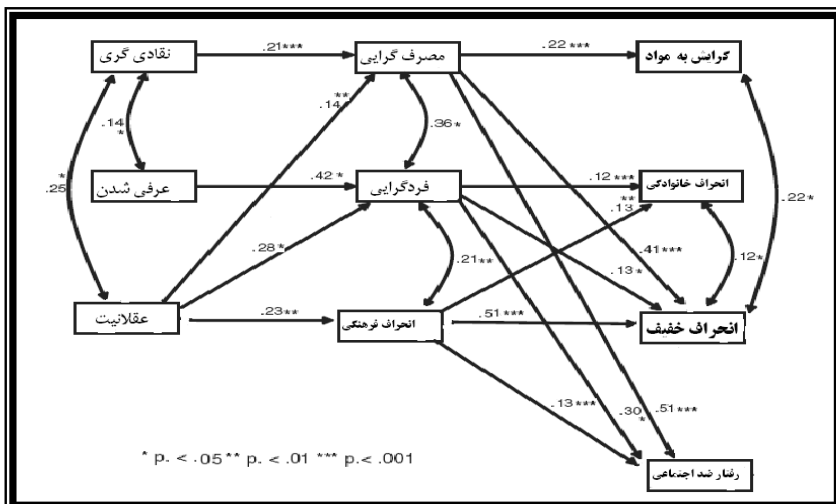 نقادی گری
.21***
مصرف گرایی
.22***
گرایش به مواد
.14*
.14**
.36*
.25*
عرفی شدن
.42*
فردگرایی
.12***
انحراف خانوادگی
.13**
.22*
.28*
.21**
.41***
.13*
.12*
عقلانیت
.23**
انحراف فرهنگی
.51***
انحراف خفیف
.13***
.30*
.51***
* p. < .05 ** p. < .01 *** p.< .001
رفتار ضد اجتماعی